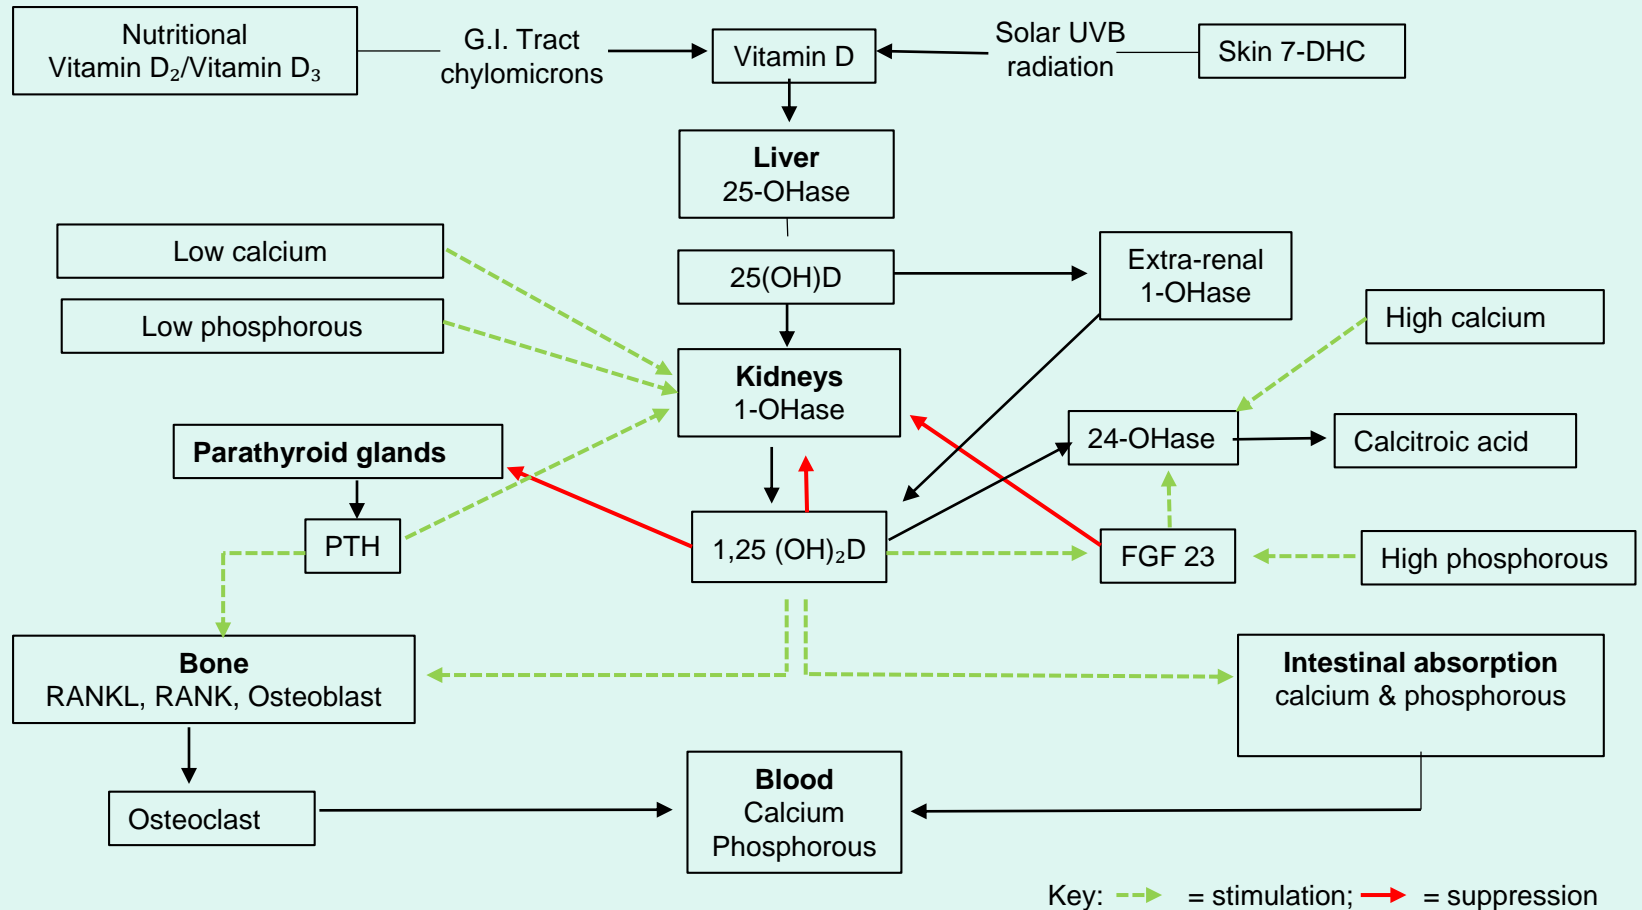 Nutritional
Vitamin D₂/Vitamin D₃
G.I. Tract
chylomicrons
Vitamin D
Solar UVB
radiation
Skin 7-DHC
Liver
25-OHase
Low calcium
25(OH)D
Extra-renal
1-OHase
Low phosphorous
High calcium
Kidneys
1-OHase
Parathyroid glands
24-OHase
Calcitroic acid
PTH
1,25 (OH)₂D
FGF 23
High phosphorous
Bone
RANKL, RANK, Osteoblast
Intestinal absorption
calcium & phosphorous
Osteoclast
Blood
Calcium
Phosphorous
Key: = stimulation; = suppression